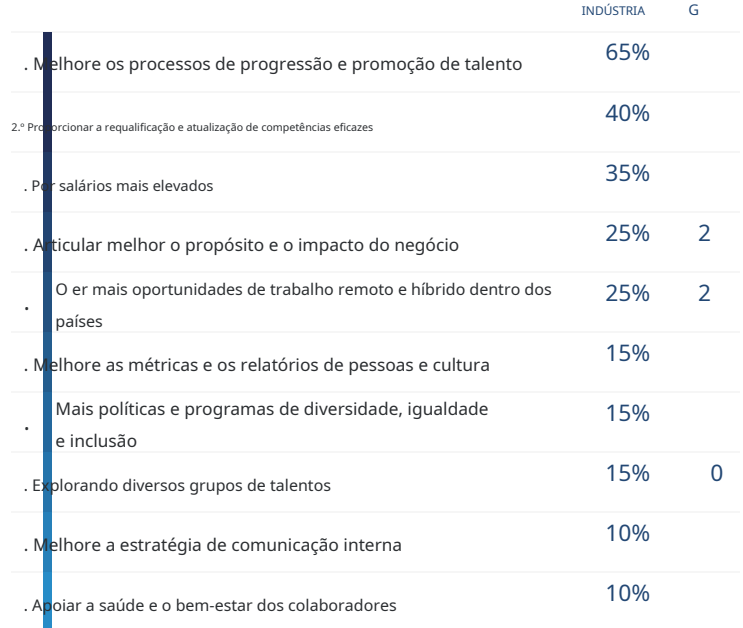 INDÚSTRIA G
. Melhore os processos de progressão e promoção de talento 65%
2.º Proporcionar a requalificação e atualização de competências eficazes 40%
. Por salários mais elevados 35%
. Articular melhor o propósito e o impacto do negócio 25% 2
. O er mais oportunidades de trabalho remoto e híbrido dentro dos 25% 2
países
. Melhore as métricas e os relatórios de pessoas e cultura 15%
. Mais políticas e programas de diversidade, igualdade 15%
e inclusão
. Explorando diversos grupos de talentos 15% 0
. Melhore a estratégia de comunicação interna 10%
. Apoiar a saúde e o bem-estar dos colaboradores 10%